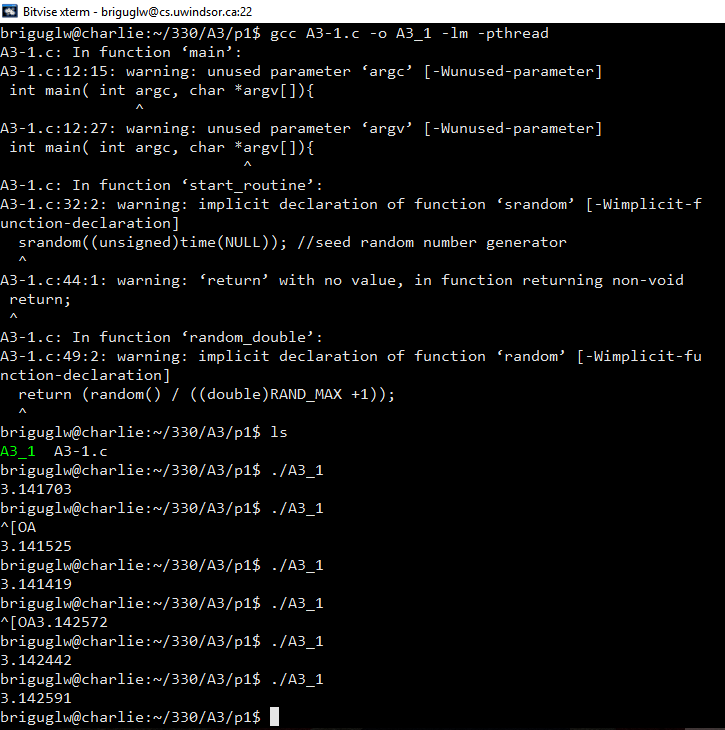 Bitvise xterm - briguglw@cs.uwindsor.ca:22
briguglw@charlie:~/330/A3/p1$ gcc A3-1.c -o A3_1 -lm -pthread
A3-1.c: In function ‘main’:
A3-1.c:12:15: warning: unused parameter ‘argc’ [-Wunused-parameter]
 int main( int argc, char *argv[]){
               ^
A3-1.c:12:27: warning: unused parameter ‘argv’ [-Wunused-parameter]
 int main( int argc, char *argv[]){
                           ^
A3-1.c: In function ‘start_routine’:
A3-1.c:32:2: warning: implicit declaration of function ‘srandom’ [-Wimplicit-f
unction-declaration]
  srandom((unsigned)time(NULL)); //seed random number generator
  ^
A3-1.c:44:1: warning: ‘return’ with no value, in function returning non-void
 return;
 ^
A3-1.c: In function ‘random_double’:
A3-1.c:49:2: warning: implicit declaration of function ‘random’ [-Wimplicit-fu
nction-declaration]
  return (random() / ((double)RAND_MAX +1));
  ^
briguglw@charlie:~/330/A3/p1$ ls
A3_1  A3-1.c
briguglw@charlie:~/330/A3/p1$ ./A3_1
3.141703
briguglw@charlie:~/330/A3/p1$ ./A3_1
^[OA
3.141525
briguglw@charlie:~/330/A3/p1$ ./A3_1
3.141419
briguglw@charlie:~/330/A3/p1$ ./A3_1
^[OA3.142572
briguglw@charlie:~/330/A3/p1$ ./A3_1
3.142442
briguglw@charlie:~/330/A3/p1$ ./A3_1
3.142591
briguglw@charlie:~/330/A3/p1$